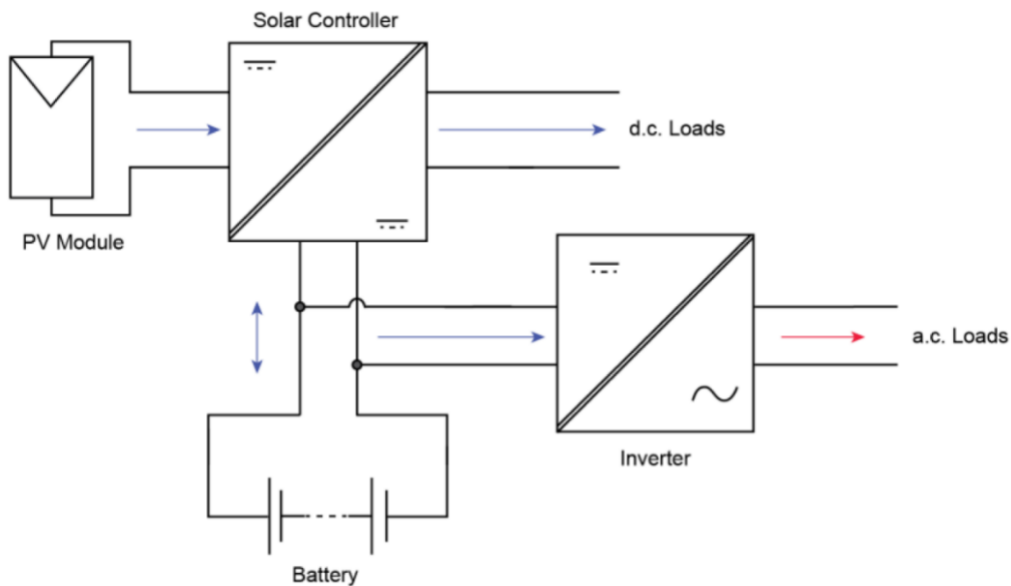 Solar Controller
d.c. Loads
PV Module
a.c. Loads
Inverter
Battery